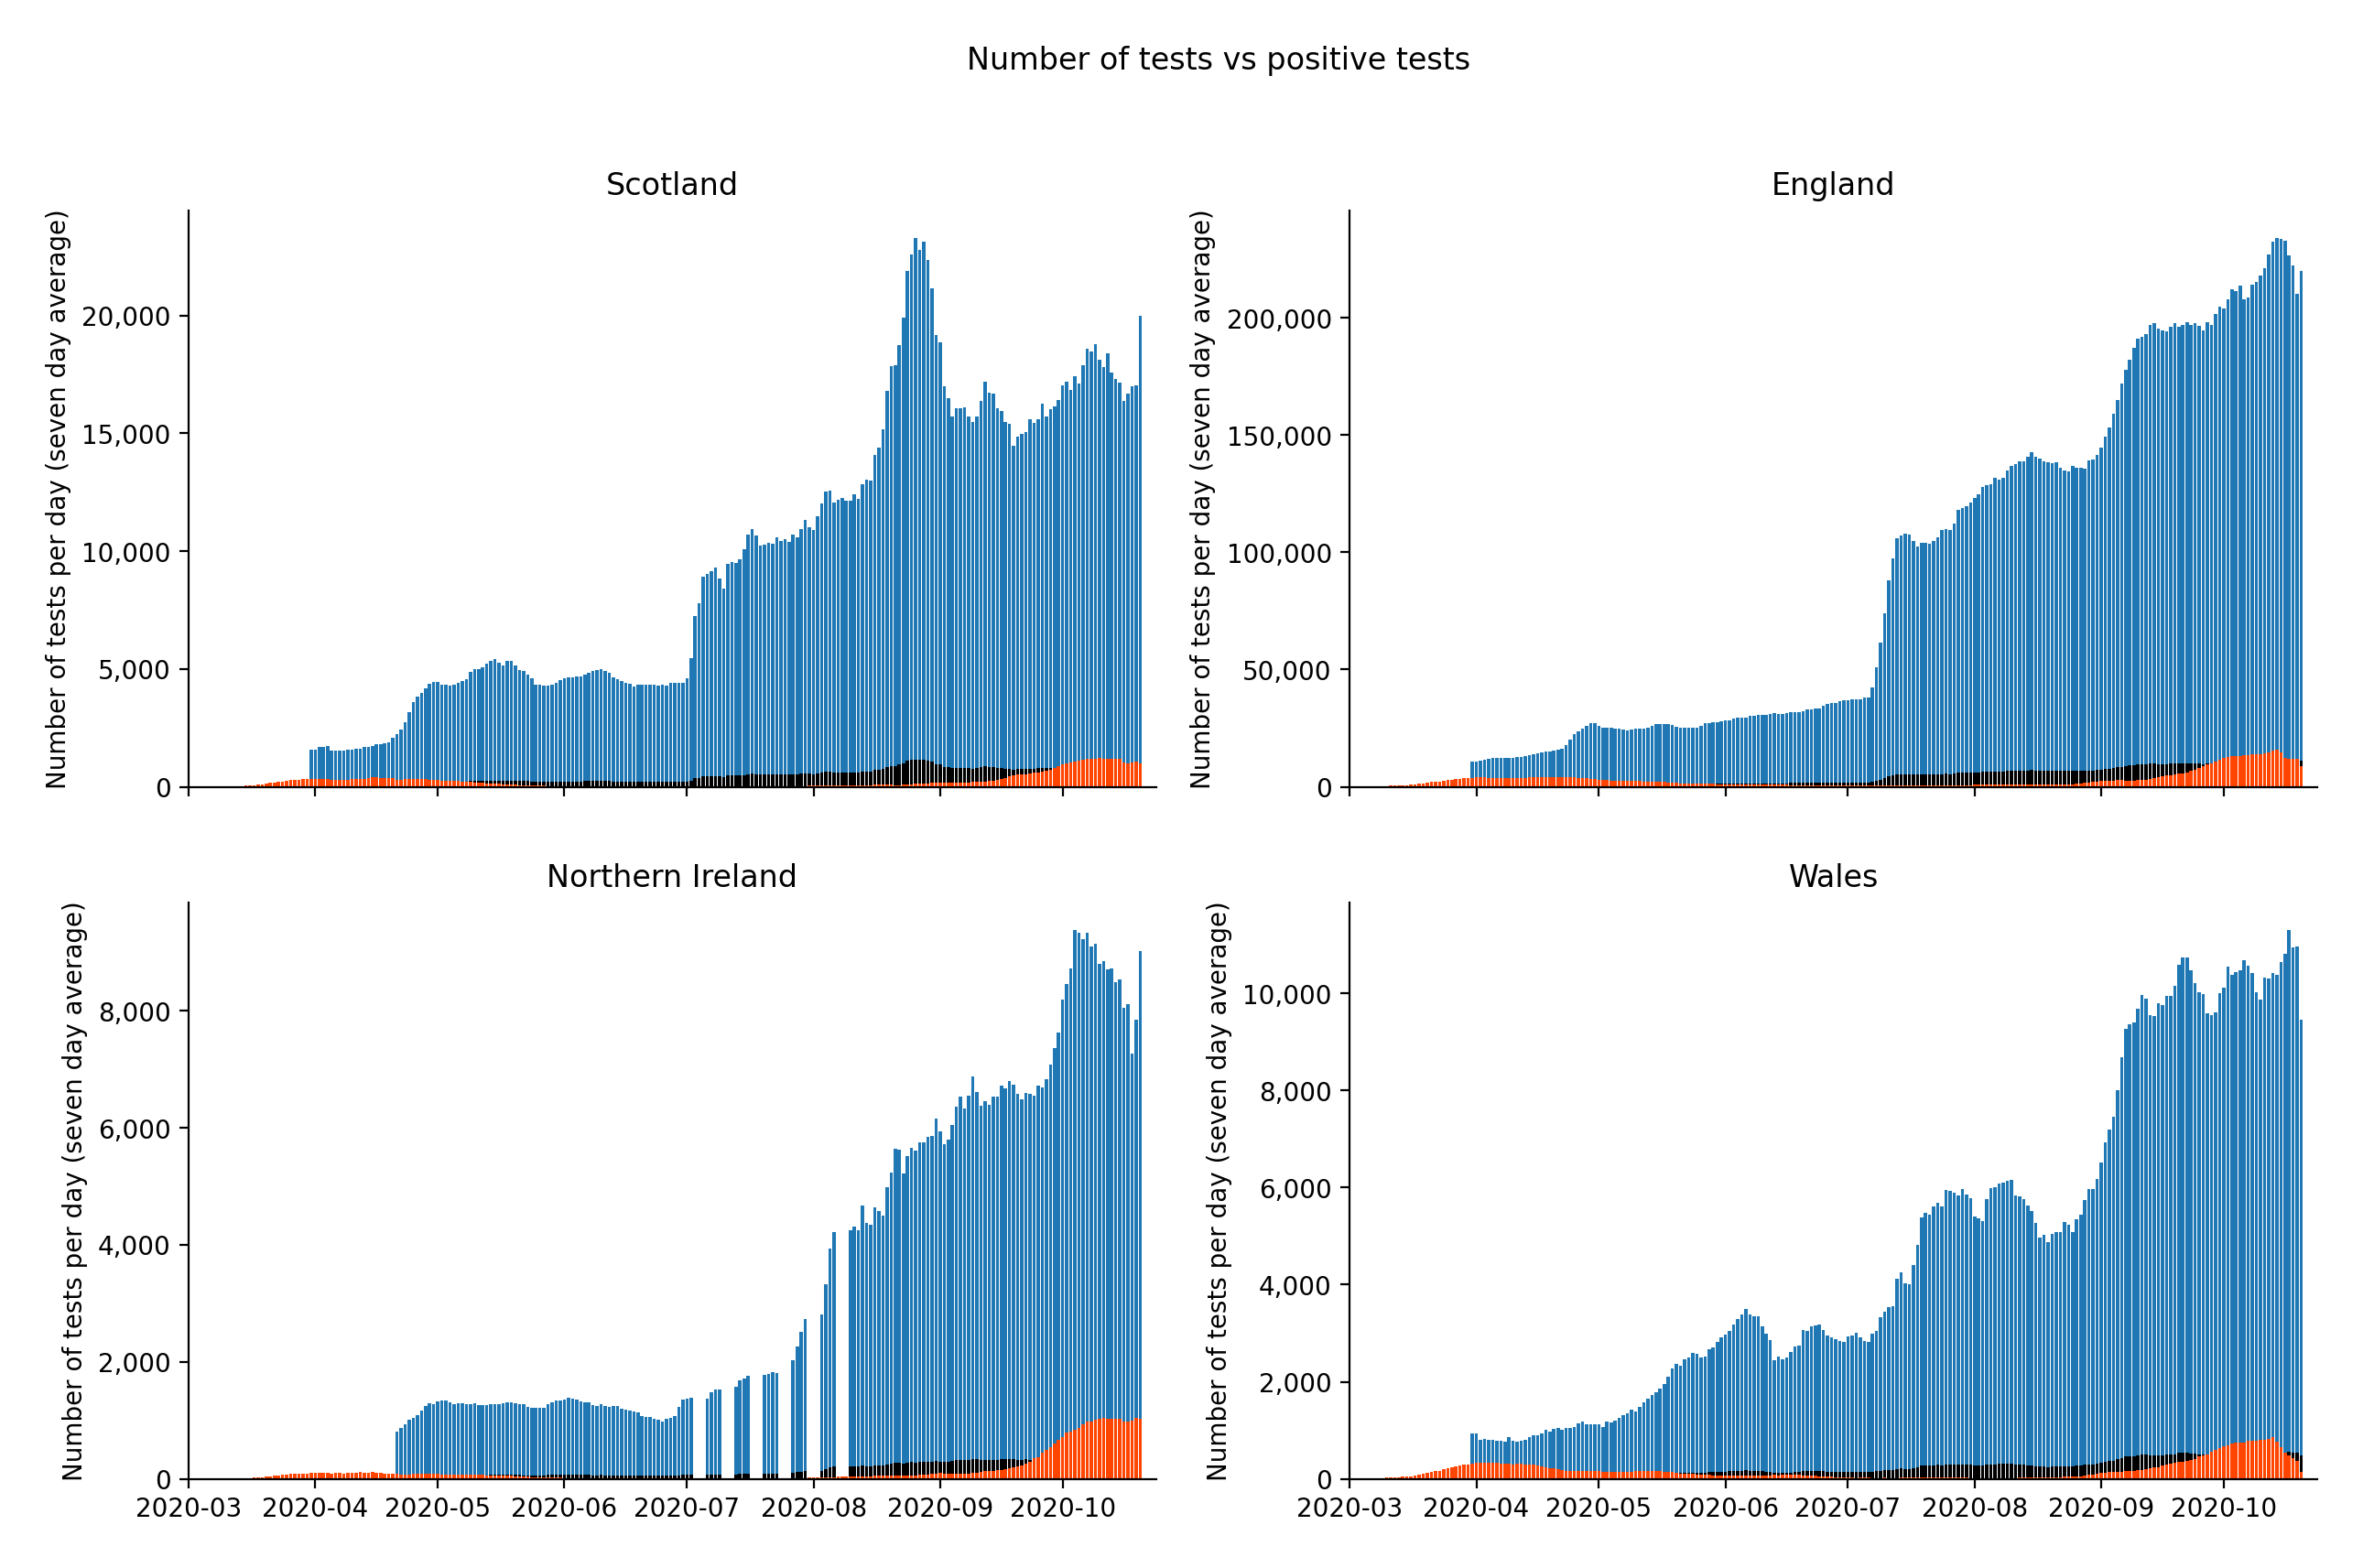 Number of tests vs positive tests
Scotland
Number of tests per day (seven day average)
20,000
15,000
10,000
5,000
0
England
Number of tests per day (seven day average)
200,000
150,000
100,000
50,000
0
Northern Ireland
Number of tests per day (seven day average)
8,000
6,000
4,000
2,000
0
2020-03 2020-04 2020-05 2020-06 2020-07 2020-08 2020-09 2020-10
Wales
Number of tests per day (seven day average)
10,000
8,000
6,000
4,000
2,000
0
2020-03 2020-04 2020-05 2020-06 2020-07 2020-08 2020-09 2020-10